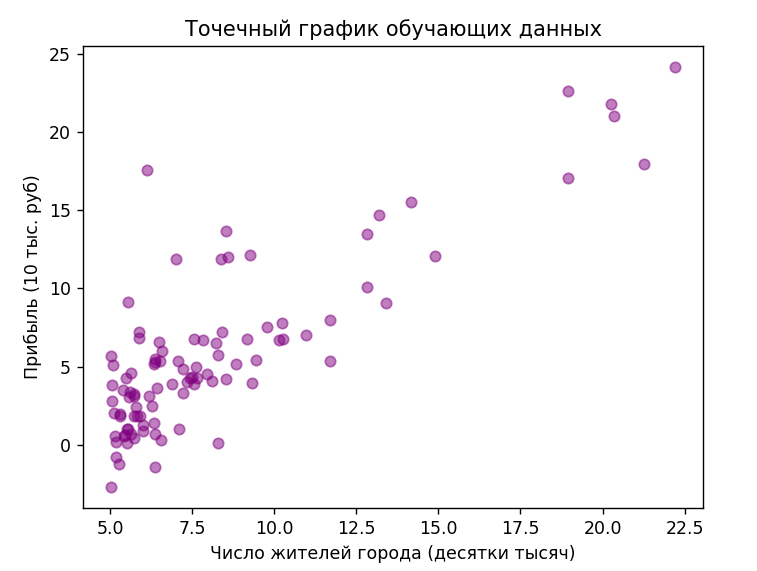 Точечный график обучающих данных
25
20
15
10
5
0
Прибыль (10 тыс. руб)
5.0 7.5 10.0 12.5 15.0 17.5 20.0 22.5
Число жителей города (десятки тысяч)